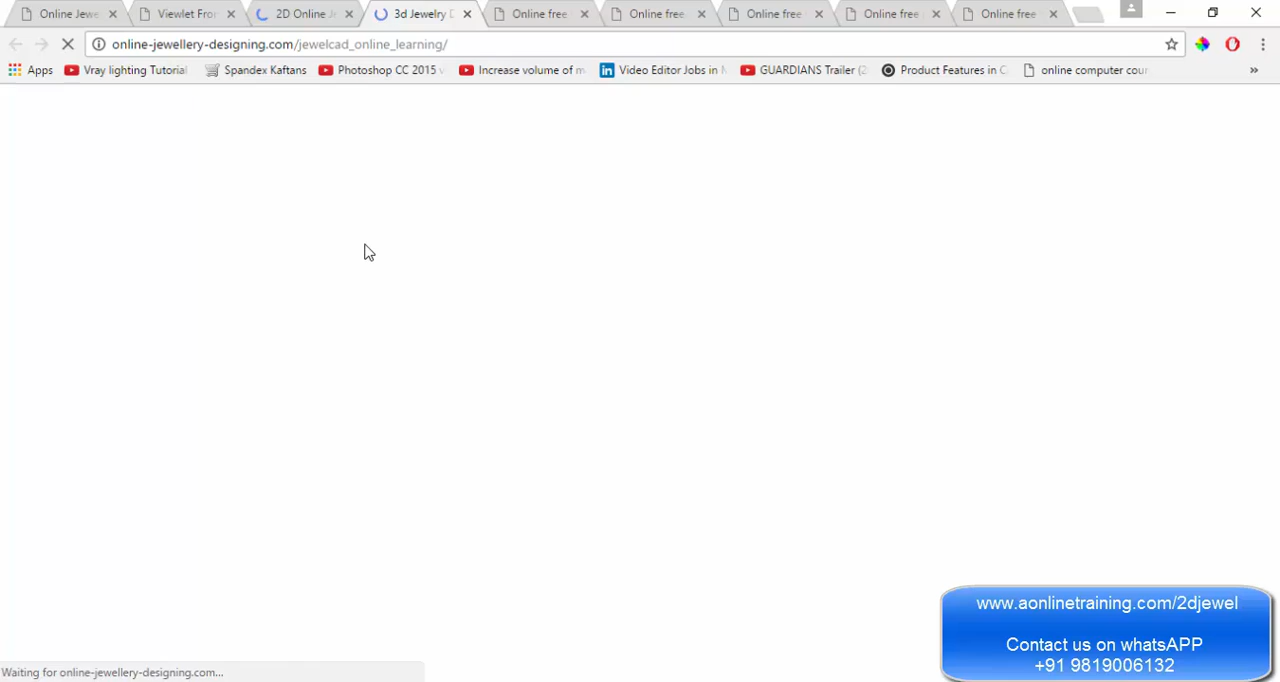 Online Jewe
Viewlet Fror
2D Online J
3d Jewelry D
Online free
Online free
Online free
Online free
Online free
online-jewellery-designing.com/jewelcad_online_learning/
Apps
Vray lighting Tutorial
Spandex Kaftans
Photoshop CC 2015 v
Increase volume of m
Video Editor Jobs in N
GUARDIANS Trailer (2
Product Features in C
online computer cour
»
www.aonlinetraining.com/2djewel
Contact us on whatsAPP
+91 9819006132
Waiting for online-jewellery-designing.com...